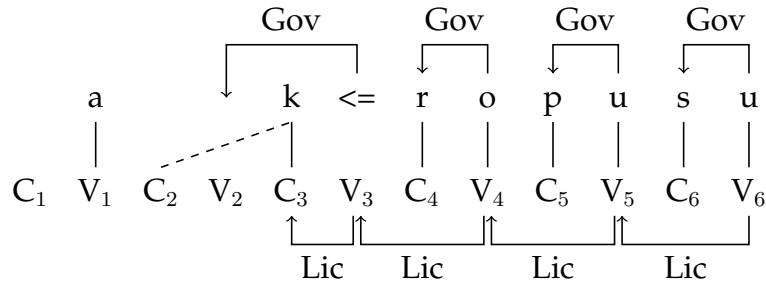 Gov Gov Gov Gov
a k <= r o p u s u
C₁ V₁ C₂ V₂ C₃ V₃ C₄ V₄ C₅ V₅ C₆ V₆
Lic Lic Lic Lic